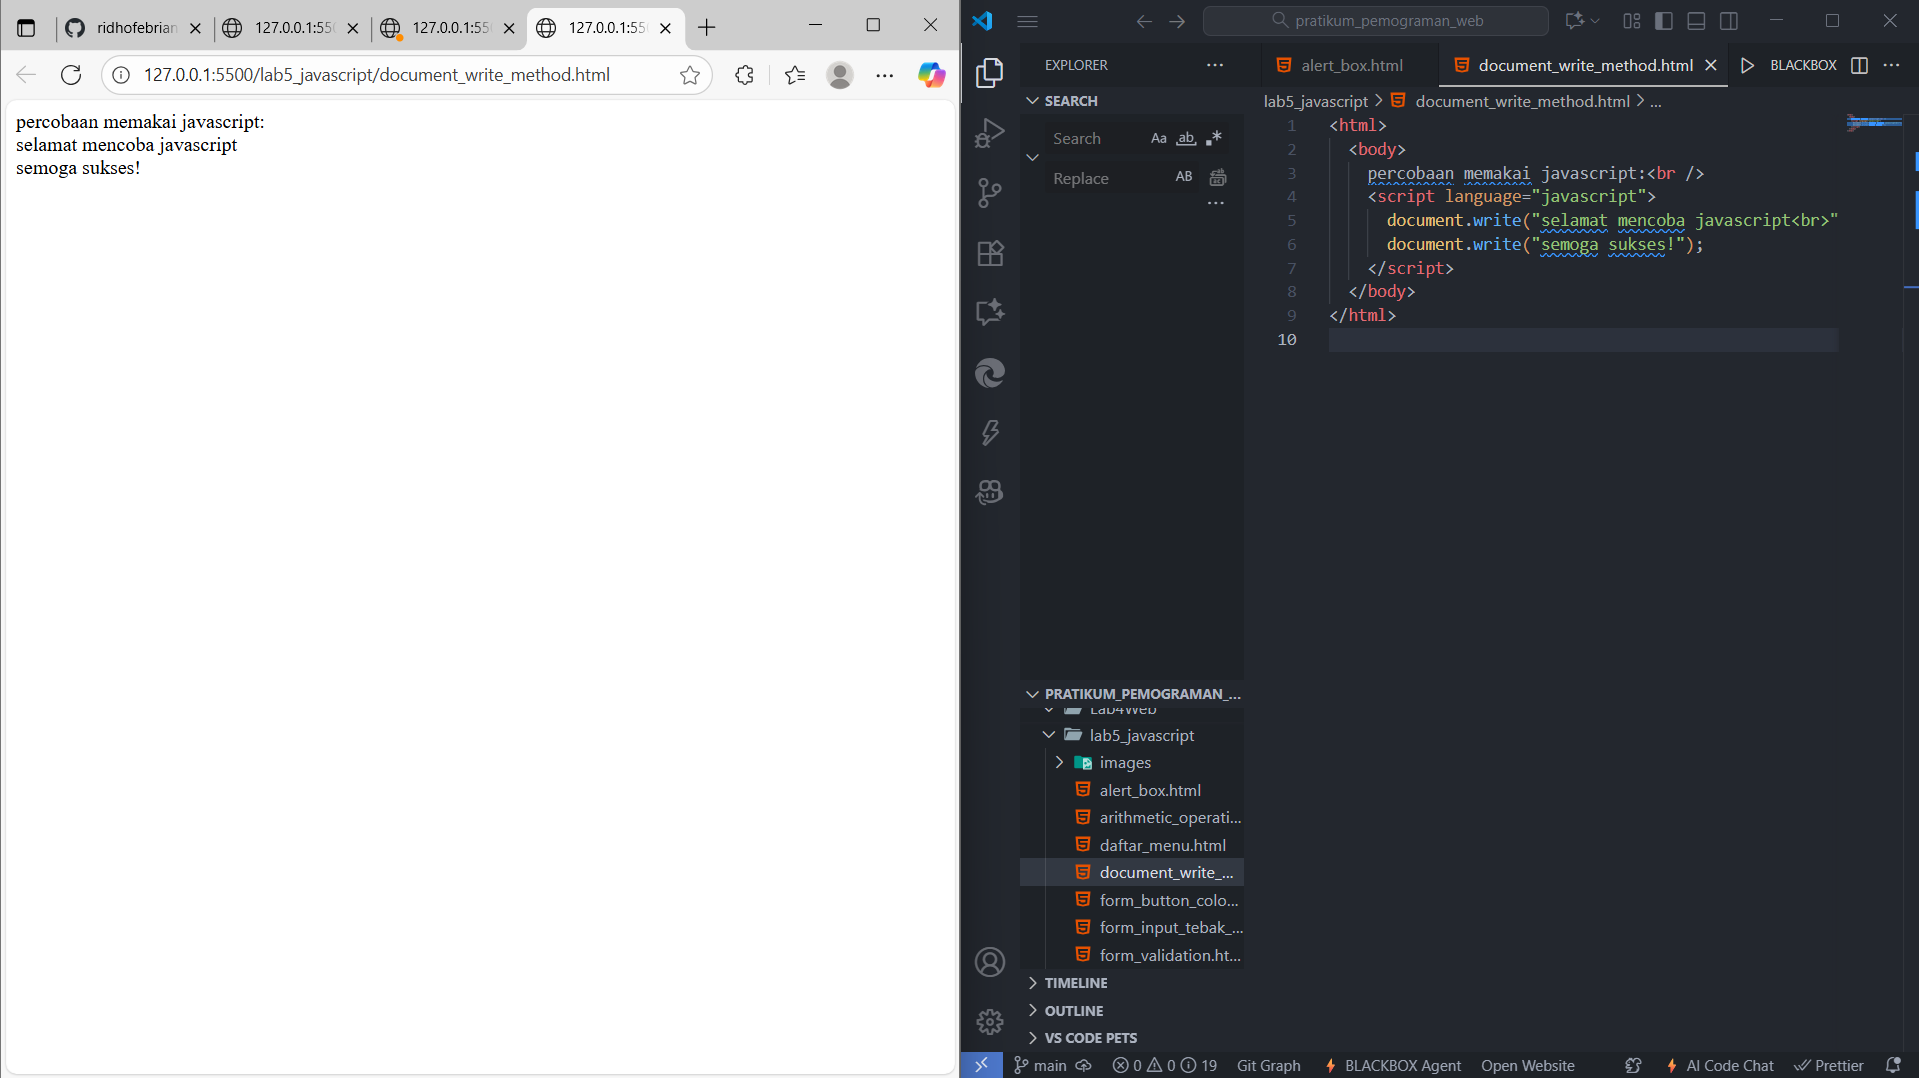 ridhofebrian
127.0.0.1:550
127.0.0.1:550
127.0.0.1:550
127.0.0.1:5500/lab5_javascript/document_write_method.html
percobaan memakai javascript:
selamat mencoba javascript
semoga sukses!
pratikum_pemograman_web
EXPLORER
alert_box.html
document_write_method.html
BLACKBOX
SEARCH
Search
Aa
ab
Replace
AB
lab5_javascript > document_write_method.html > ...
1 <html>
2 <body>
3 percobaan memakai javascript:<br />
4 <script language="javascript">
5 document.write("selamat mencoba javascript<br>"
6 document.write("semoga sukses!");
7 </script>
8 </body>
9 </html>
10
PRATIKUM_PEMOGRAMAN_...
Lab4Web
lab5_javascript
images
alert_box.html
arithmetic_operati...
daftar_menu.html
document_write_...
form_button_colo...
form_input_tebak_...
form_validation.ht...
TIMELINE
OUTLINE
VS CODE PETS
main
0
0
19
Git Graph
BLACKBOX Agent
Open Website
AI Code Chat
Prettier